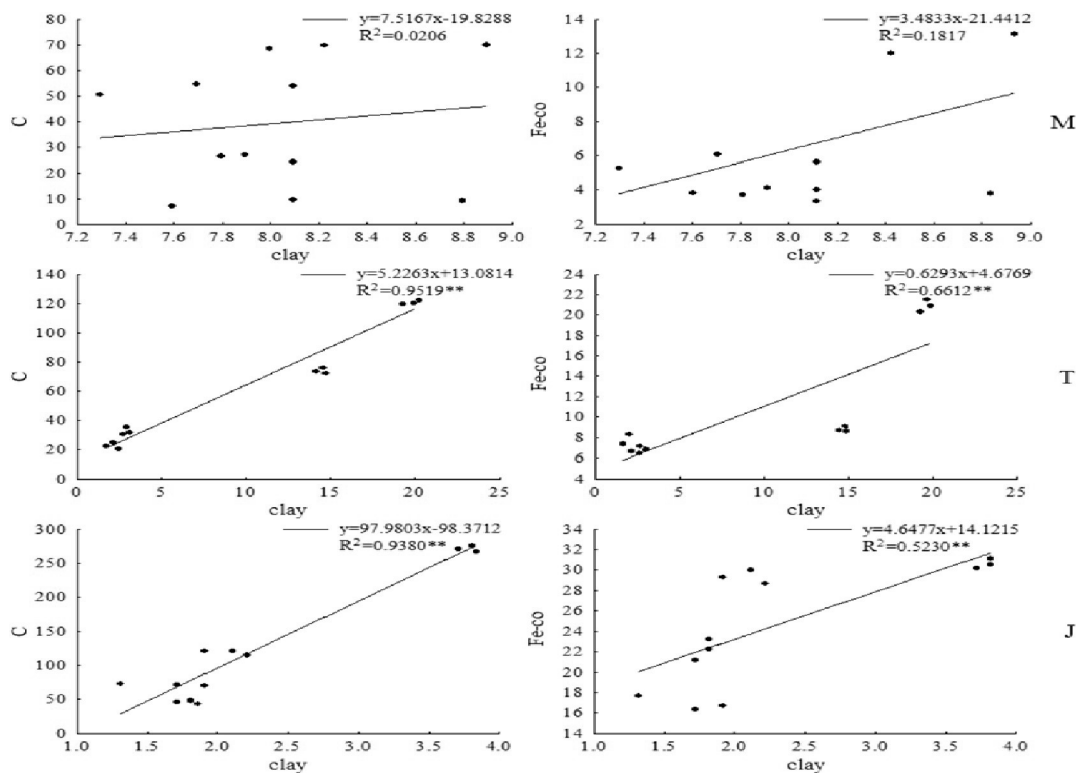 y=7.5167x-19.8288
R²=0.0206
80
70
60
50
40
30
20
10
0
C
7.2 7.4 7.6 7.8 8.0 8.2 8.4 8.6 8.8 9.0
clay
y=3.4833x-21.4412
R²=0.1817
14
12
10
8
6
4
2
Fe-co
7.2 7.4 7.6 7.8 8.0 8.2 8.4 8.6 8.8 9.0
clay
M
y=5.2263x+13.0814
R²=0.9519**
140
120
100
80
60
40
20
0
C
0 5 10 15 20 25
clay
y=0.6293x+4.6769
R²=0.6612**
24
22
20
18
16
14
12
10
8
6
4
Fe-co
0 5 10 15 20 25
clay
T
y=97.9803x-98.3712
R²=0.9380**
300
250
200
150
100
50
0
C
1.0 1.5 2.0 2.5 3.0 3.5 4.0
clay
y=4.6477x+14.1215
R²=0.5230**
34
32
30
28
26
24
22
20
18
16
14
Fe-co
1.0 1.5 2.0 2.5 3.0 3.5 4.0
clay
J